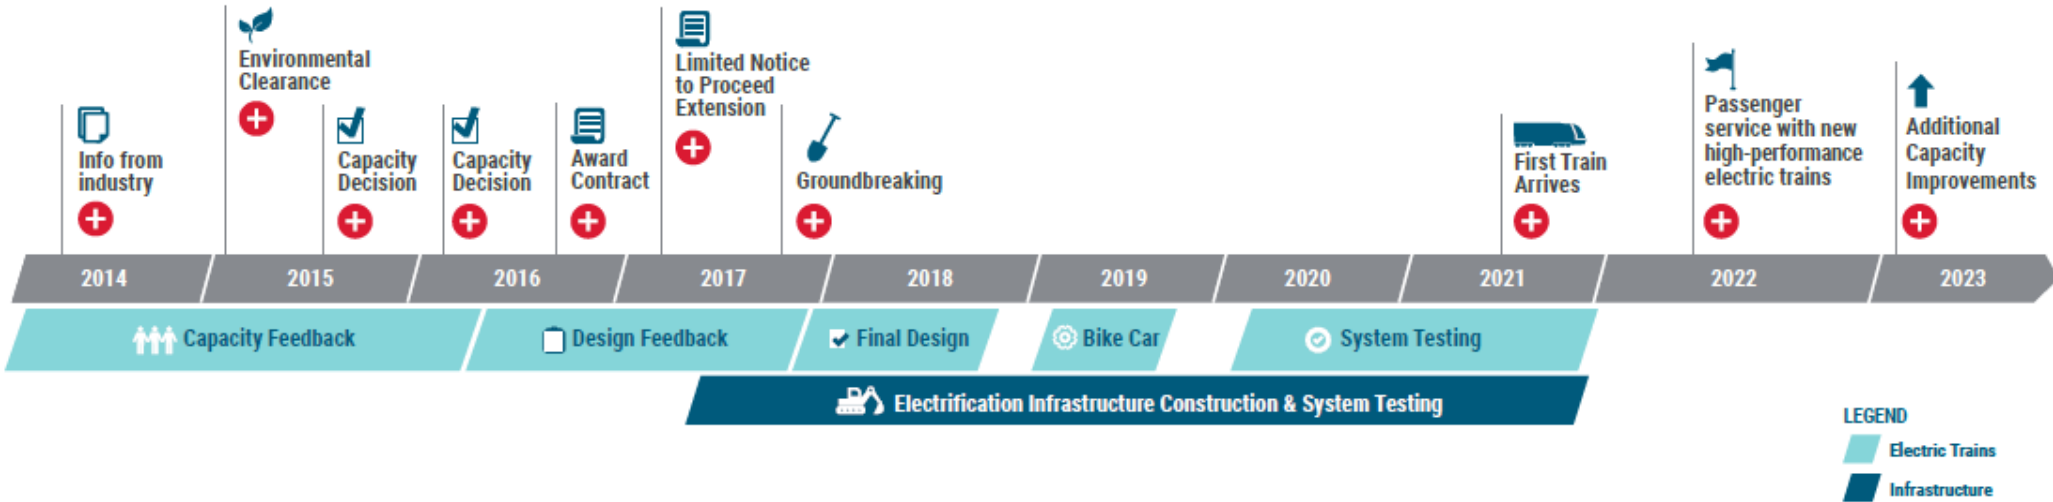 Info from
industry
Environmental
Clearance
Capacity
Decision
Capacity
Decision
Award
Contract
Limited Notice
to Proceed
Extension
Groundbreaking
First Train
Arrives
Passenger
service with new
high-performance
electric trains
Additional
Capacity
Improvements
2014
2015
2016
2017
2018
2019
2020
2021
2022
2023
Capacity Feedback
Design Feedback
Final Design
Bike Car
System Testing
Electrification Infrastructure Construction & System Testing
LEGEND
Electric Trains
Infrastructure